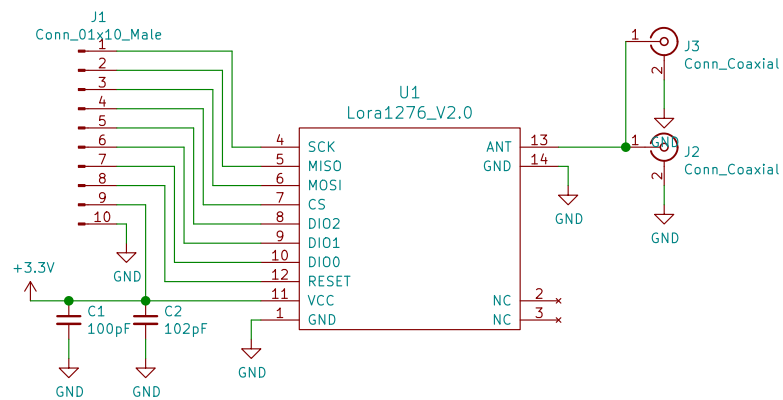 J1
Conn_01x10_Male
1
2
3
4
5
6
7
8
9
10
GND
+3.3V
C1
100pF
GND
C2
102pF
GND
U1
Lora1276_V2.0
4 SCK
5 MISO
6 MOSI
7 CS
8 DIO2
9 DIO1
10 DIO0
12 RESET
11 VCC
1 GND
GND
ANT 13
GND 14
GND
NC 2
NC 3
1
J3
Conn_Coaxial
2
GND
1
J2
Conn_Coaxial
2
GND